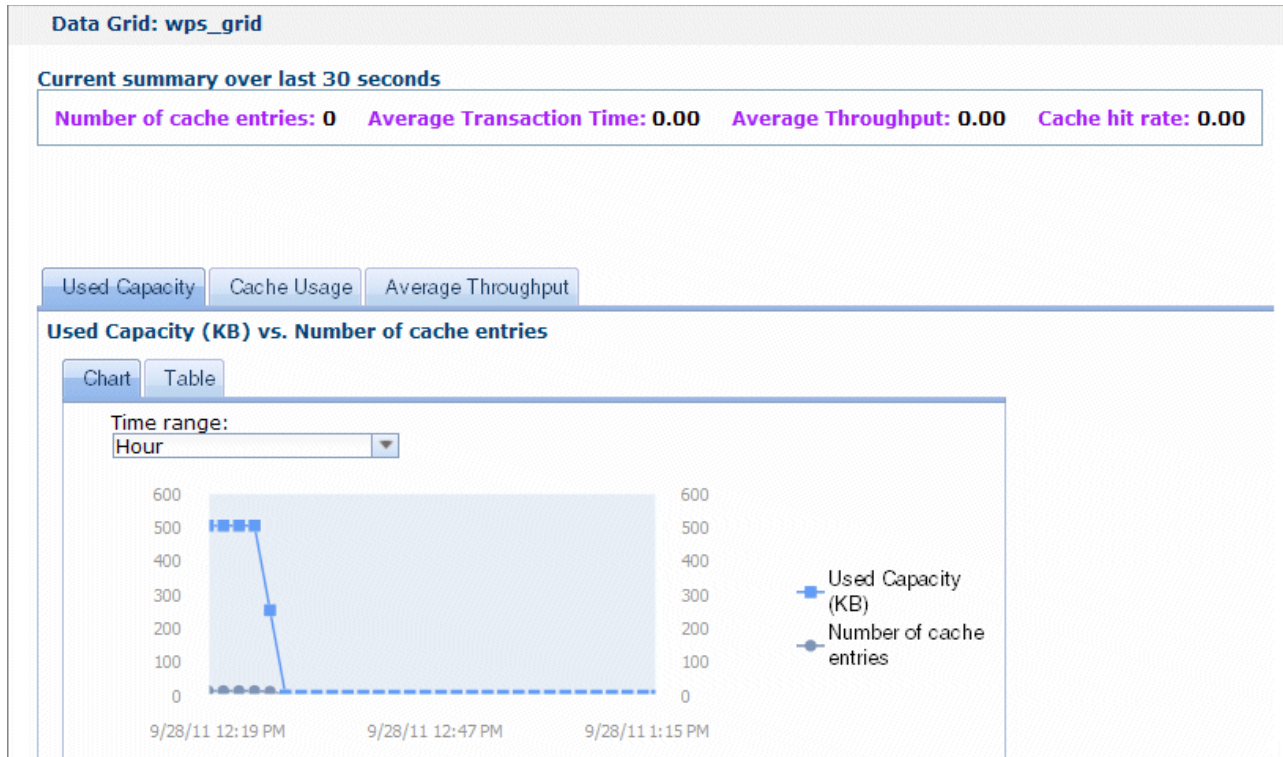 Data Grid: wps_grid
Current summary over last 30 seconds
Number of cache entries: 0 Average Transaction Time: 0.00 Average Throughput: 0.00 Cache hit rate: 0.00
Used Capacity Cache Usage Average Throughput
Used Capacity (KB) vs. Number of cache entries
Chart Table
Time range:
Hour
600 600
500 500
400 400
300 300
200 200
100 100
0 0
9/28/11 12:19 PM 9/28/11 12:47 PM 9/28/11 1:15 PM
Used Capacity
(KB)
Number of cache
entries